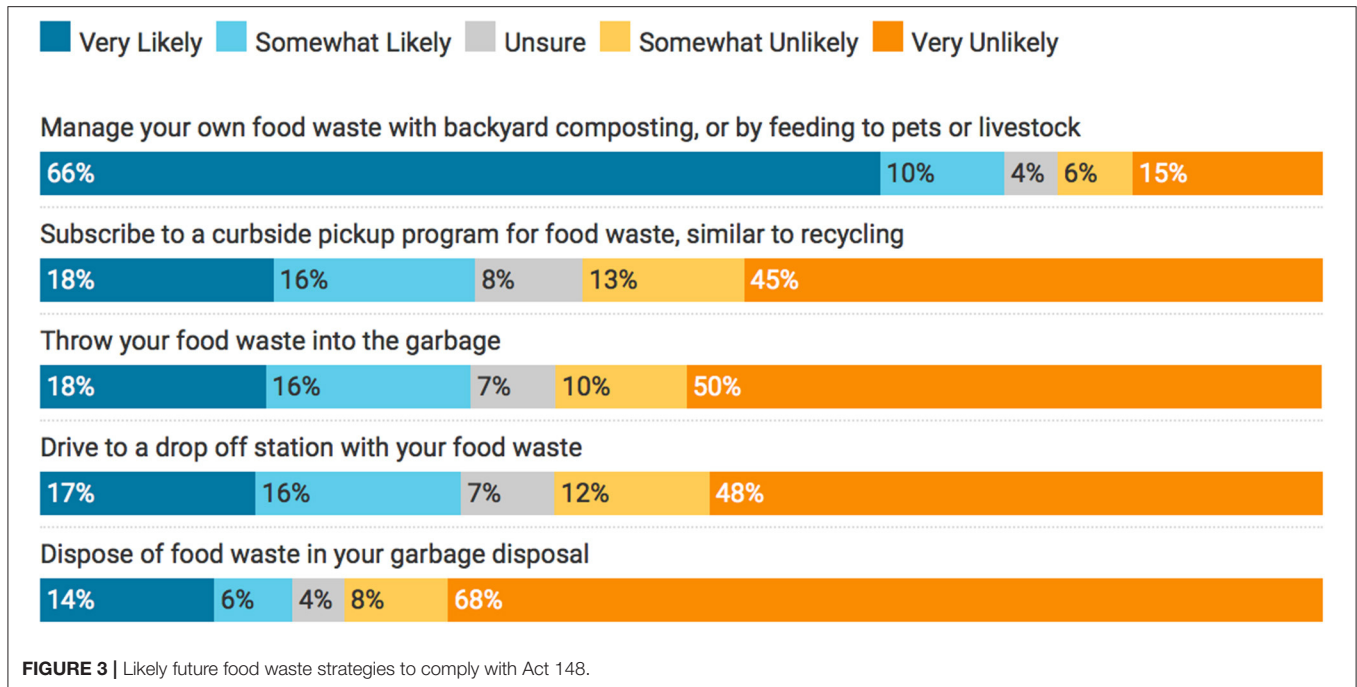 Very Likely Somewhat Likely Unsure Somewhat Unlikely Very Unlikely
Manage your own food waste with backyard composting, or by feeding to pets or livestock
66% 10% 4% 6% 15%
Subscribe to a curbside pickup program for food waste, similar to recycling
18% 16% 8% 13% 45%
Throw your food waste into the garbage
18% 16% 7% 10% 50%
Drive to a drop off station with your food waste
17% 16% 7% 12% 48%
Dispose of food waste in your garbage disposal
14% 6% 4% 8% 68%
FIGURE 3 | Likely future food waste strategies to comply with Act 148.